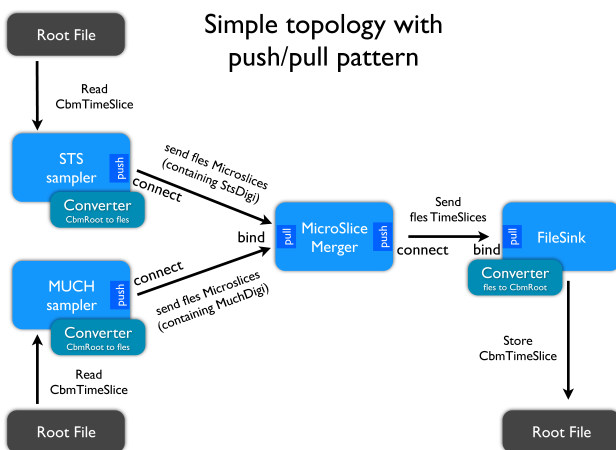 Simple topology with
push/pull pattern
Root File
Read
CbmTimeSlice
STS
sampler
push
Converter
CbmRoot to fles
connect
send fles Microslices
(containing StsDigi)
MUCH
sampler
push
Converter
CbmRoot to fles
connect
send fles Microslices
(containing MuchDigi)
Read
CbmTimeSlice
Root File
bind
pull
MicroSlice
Merger
push
connect
Send
fles TimeSlices
bind
pull
FileSink
Converter
fles to CbmRoot
Store
CbmTimeSlice
Root File